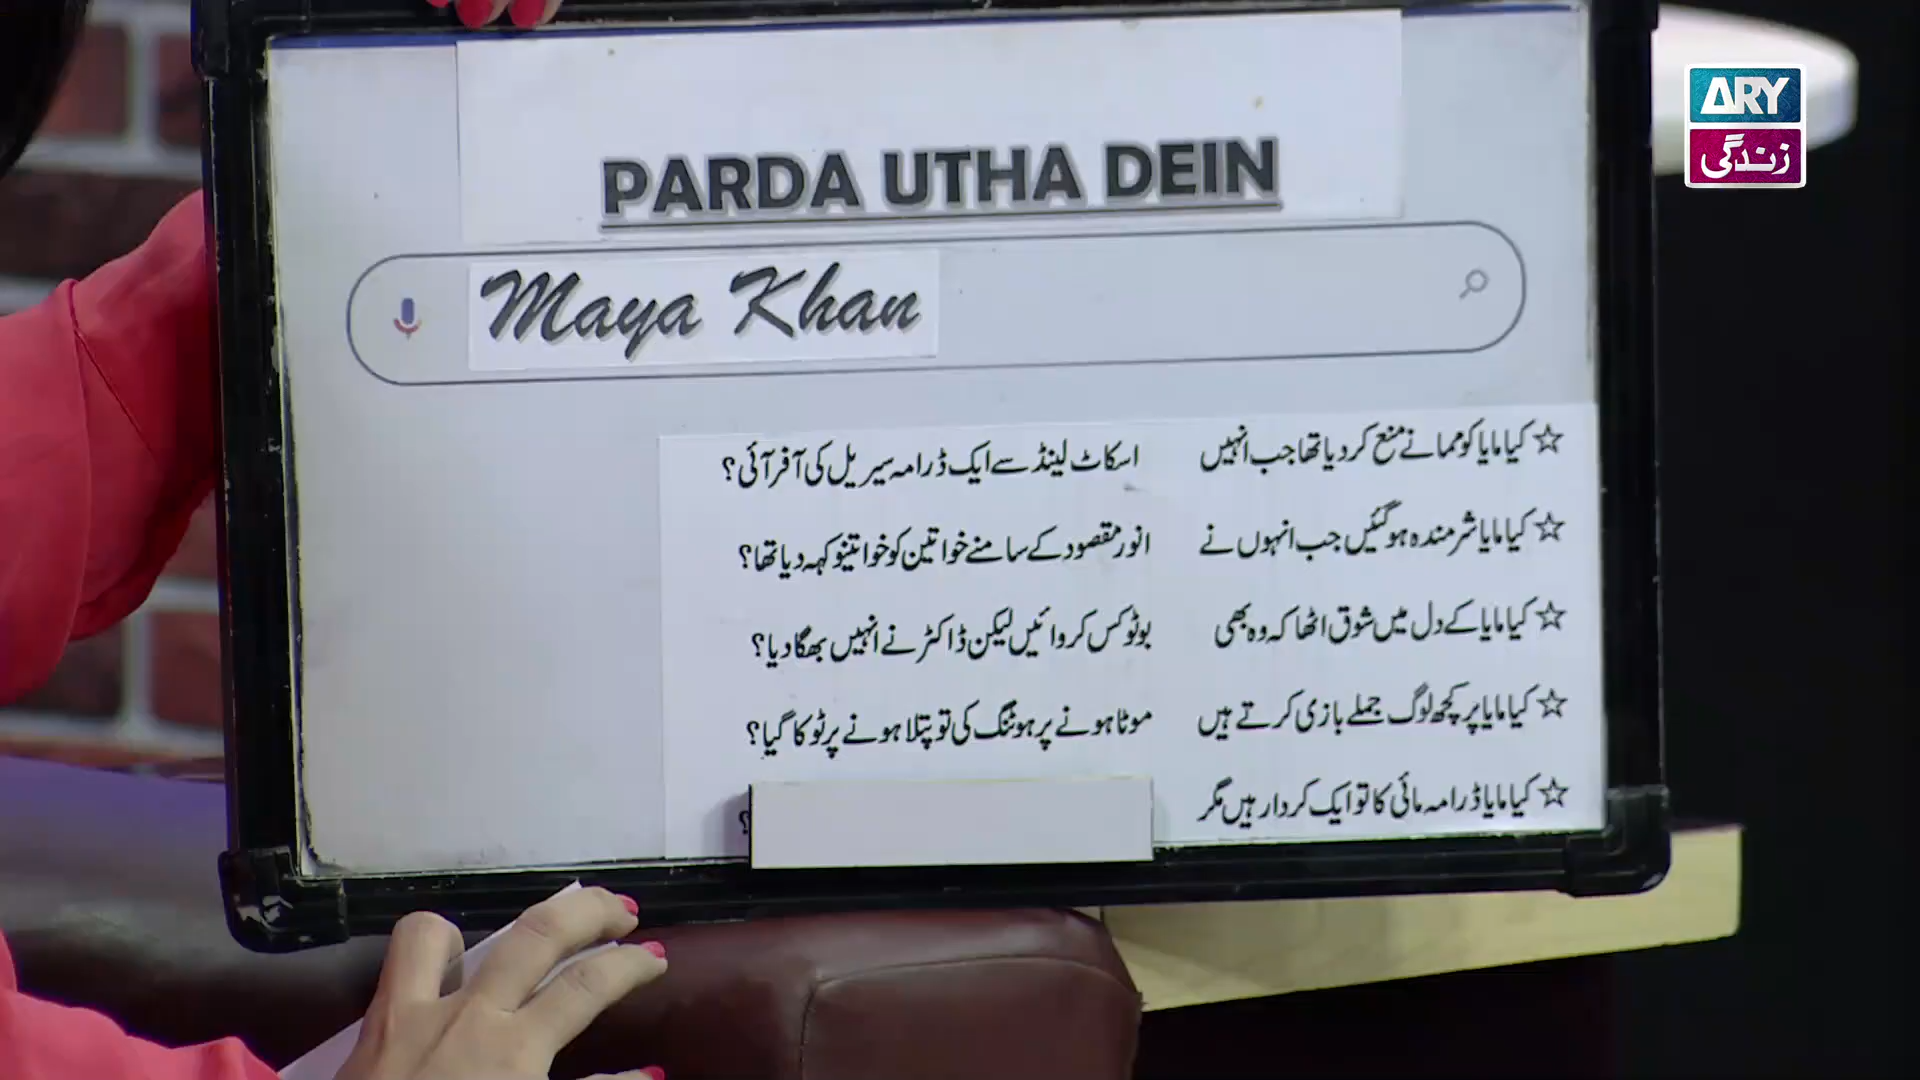 ARY
زندگی
PARDA UTHA DEIN
Maya Khan
☆ کیا مایا کو ممانے منع کر دیا تھا جب انہیں اسکاٹ لینڈ سے ایک ڈرامہ سیریل کی آفر آئی؟
☆ کیا مایا شرمندہ ہوگئیں جب انہوں نے انور مقصود کے سامنے خواتین کو خواتینو کہہ دیا تھا؟
☆ کیا مایا کے دل میں شوق اٹھا کہ وہ بھی بوٹوکس کروائیں لیکن ڈاکٹر نے انہیں بھگا دیا؟
☆ کیا مایا پر کچھ لوگ جملے بازی کرتے ہیں موٹا ہونے پر ہوٹنگ کی تو پتلا ہونے پر ٹوکا گیا؟
☆ کیا مایا ڈرامہ مائی کا تو ایک کردار ہیں مگر ؟